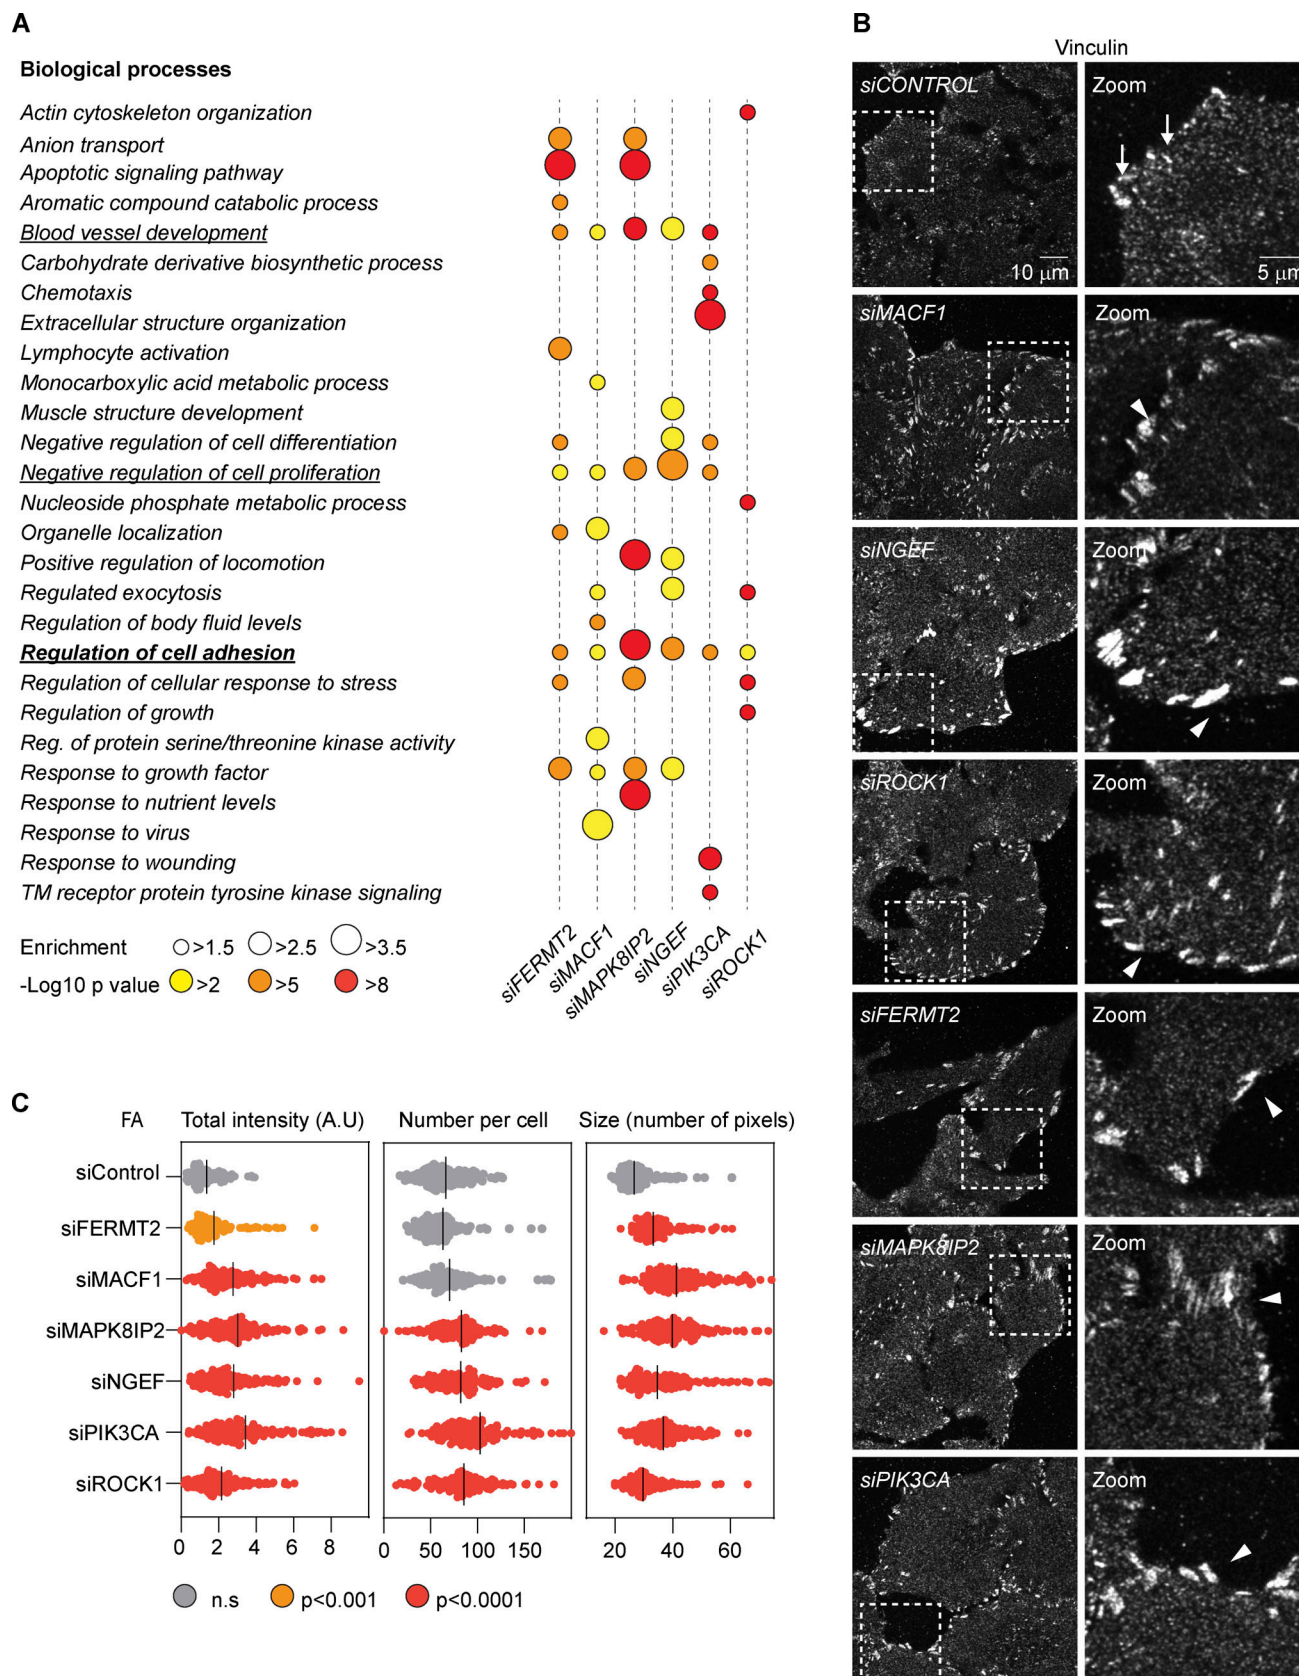 A
Biological processes
Actin cytoskeleton organization
Anion transport
Apoptotic signaling pathway
Aromatic compound catabolic process
Blood vessel development
Carbohydrate derivative biosynthetic process
Chemotaxis
Extracellular structure organization
Lymphocyte activation
Monocarboxylic acid metabolic process
Muscle structure development
Negative regulation of cell differentiation
Negative regulation of cell proliferation
Nucleoside phosphate metabolic process
Organelle localization
Positive regulation of locomotion
Regulated exocytosis
Regulation of body fluid levels
Regulation of cell adhesion
Regulation of cellular response to stress
Regulation of growth
Reg. of protein serine/threonine kinase activity
Response to growth factor
Response to nutrient levels
Response to virus
Response to wounding
TM receptor protein tyrosine kinase signaling
Enrichment >1.5 >2.5 >3.5
-Log10 p value >2 >5 >8
siFERMT2
siMACF1
siMAPK8IP2
siNGEF
siPIK3CA
siROCK1
B
Vinculin
siCONTROL Zoom
10 μm 5 μm
siMACF1 Zoom
siNGEF Zoom
siROCK1 Zoom
siFERMT2 Zoom
siMAPK8IP2 Zoom
siPIK3CA Zoom
C
FA Total intensity (A.U) Number per cell Size (number of pixels)
siControl
siFERMT2
siMACF1
siMAPK8IP2
siNGEF
siPIK3CA
siROCK1
0 2 4 6 8 0 50 100 150 20 40 60
n.s p<0.001 p<0.0001